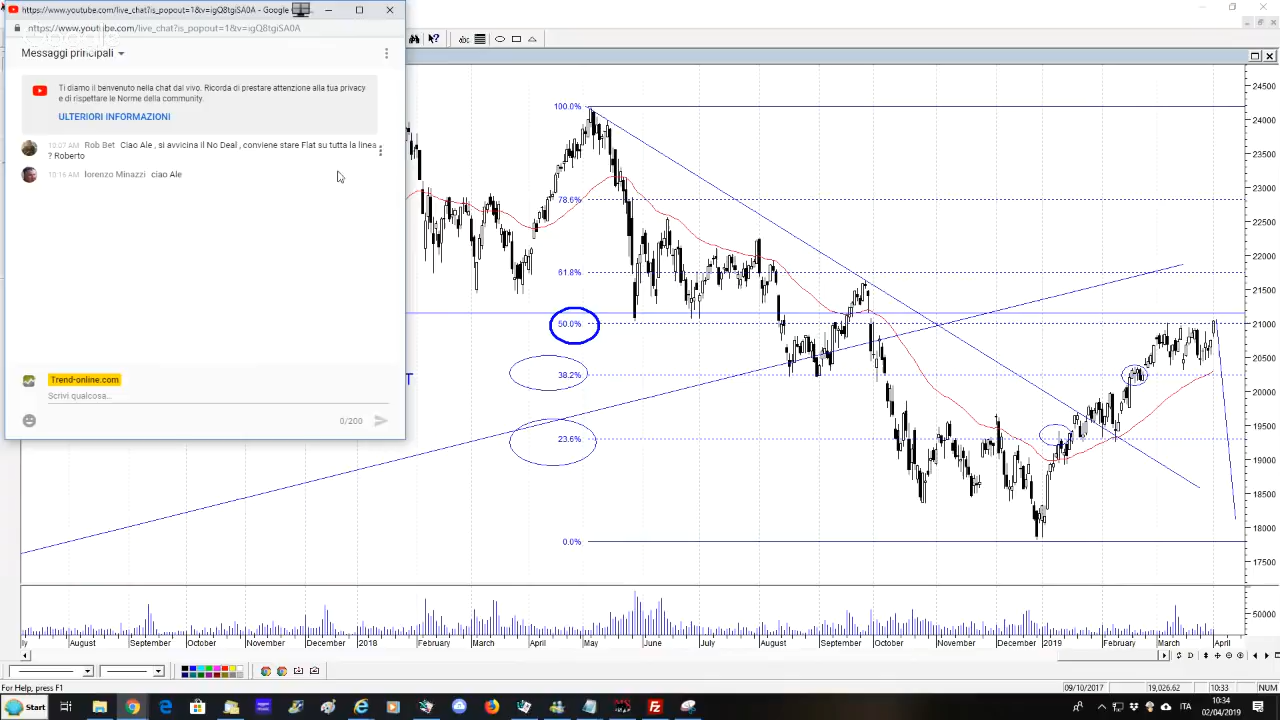 https://www.youtube.com/live_chat?is_popout=1&v=igQ8tgiSA0A - Google
https://www.youtube.com/live_chat?is_popout=1&v=igQ8tgiSA0A
Messaggi principali
Ti diamo il benvenuto nella chat dal vivo. Ricorda di prestare attenzione alla tua privacy
e di rispettare le Norme della community.
ULTERIORI INFORMAZIONI
10:07 AM Rob Bet Ciao Ale , si avvicina il No Deal , conviene stare Flat su tutta la linea
? Roberto
10:16 AM lorenzo Minazzi ciao Ale
Trend-online.com
Scrivi qualcosa...
0/200
abc
100.0%
78.6%
61.8%
50.0%
38.2%
23.6%
0.0%
T
24500
24000
23500
23000
22500
22000
21500
21000
20500
20000
19500
19000
18500
18000
17500
50000
August September October November December 2018 February March April May June July August September October November December 2019 February March April
For Help, press F1
09/10/2017 19,026.62 10:33 NUM
Start
ITA
10:34
02/04/2019